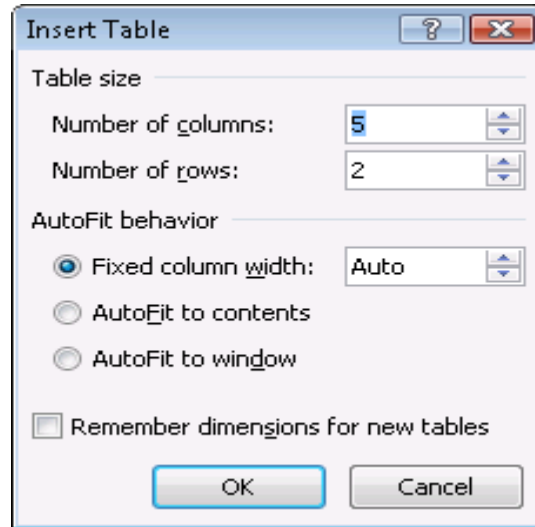 Insert Table
Table size
Number of columns: 5
Number of rows: 2
AutoFit behavior
Fixed column width: Auto
AutoFit to contents
AutoFit to window
Remember dimensions for new tables
OK Cancel